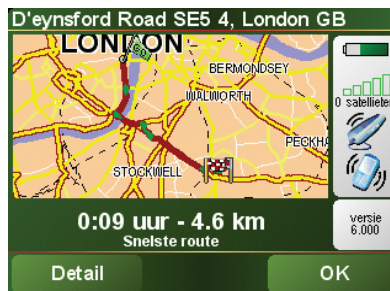 D'eynsford Road SE5 4, London GB
LONDON
BERMONDSEY
WALWORTH
PECKHA
STOCKWELL
0 satellieten
0:09 uur - 4.6 km
Snelste route
versie
6.000
Detail
OK